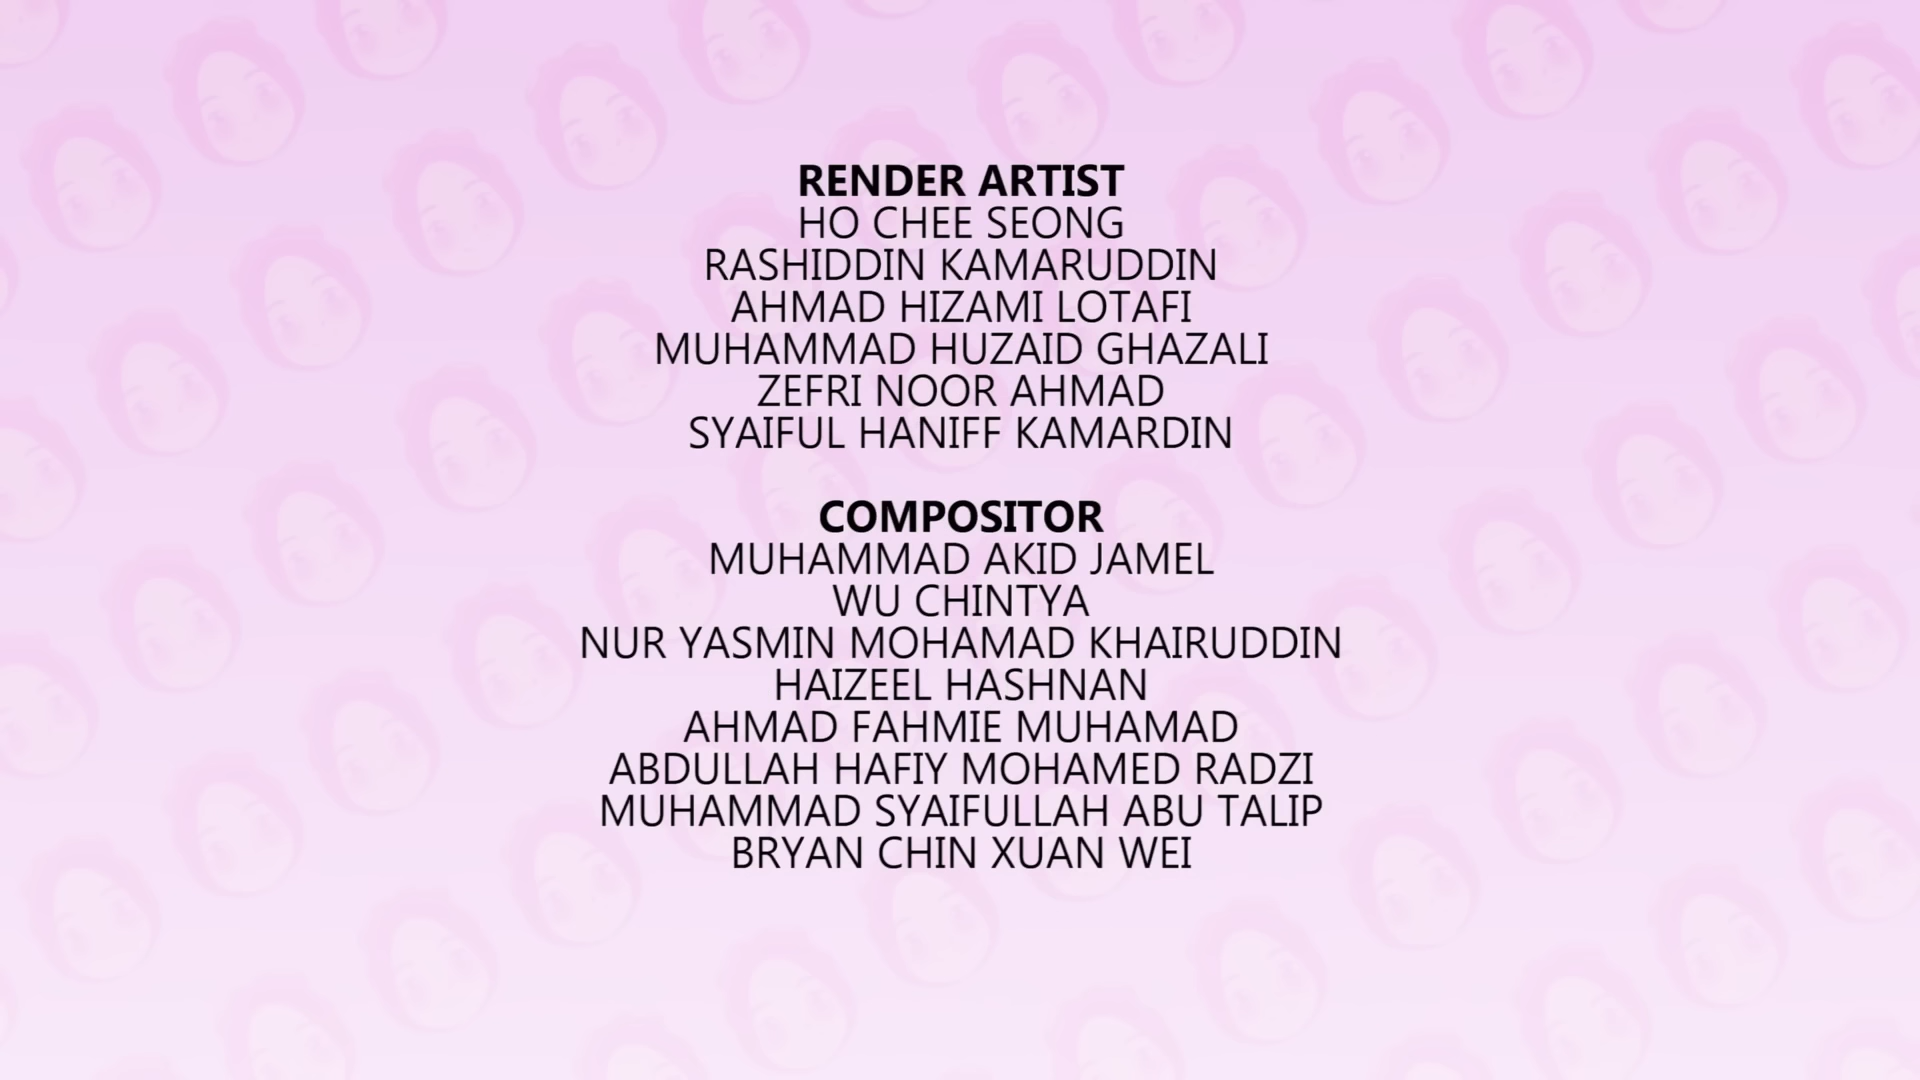 RENDER ARTIST
HO CHEE SEONG
RASHIDDIN KAMARUDDIN
AHMAD HIZAMI LOTAFI
MUHAMMAD HUZAID GHAZALI
ZEFRI NOOR AHMAD
SYAIFUL HANIFF KAMARDIN
COMPOSITOR
MUHAMMAD AKID JAMEL
WU CHINTYA
NUR YASMIN MOHAMAD KHAIRUDDIN
HAIZEEL HASHNAN
AHMAD FAHMIE MUHAMAD
ABDULLAH HAFIY MOHAMED RADZI
MUHAMMAD SYAIFULLAH ABU TALIP
BRYAN CHIN XUAN WEI